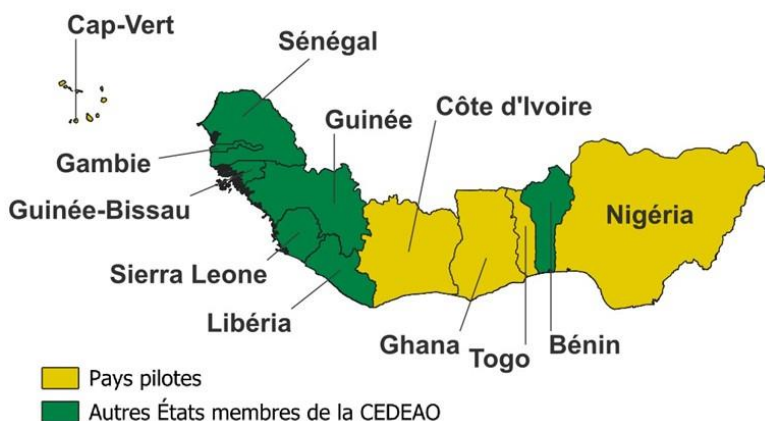 Cap-Vert
Sénégal
Côte d'Ivoire
Guinée
Gambie
Guinée-Bissau
Nigéria
Sierra Leone
Libéria
Ghana
Togo
Bénin
Pays pilotes
Autres États membres de la CEDEAO